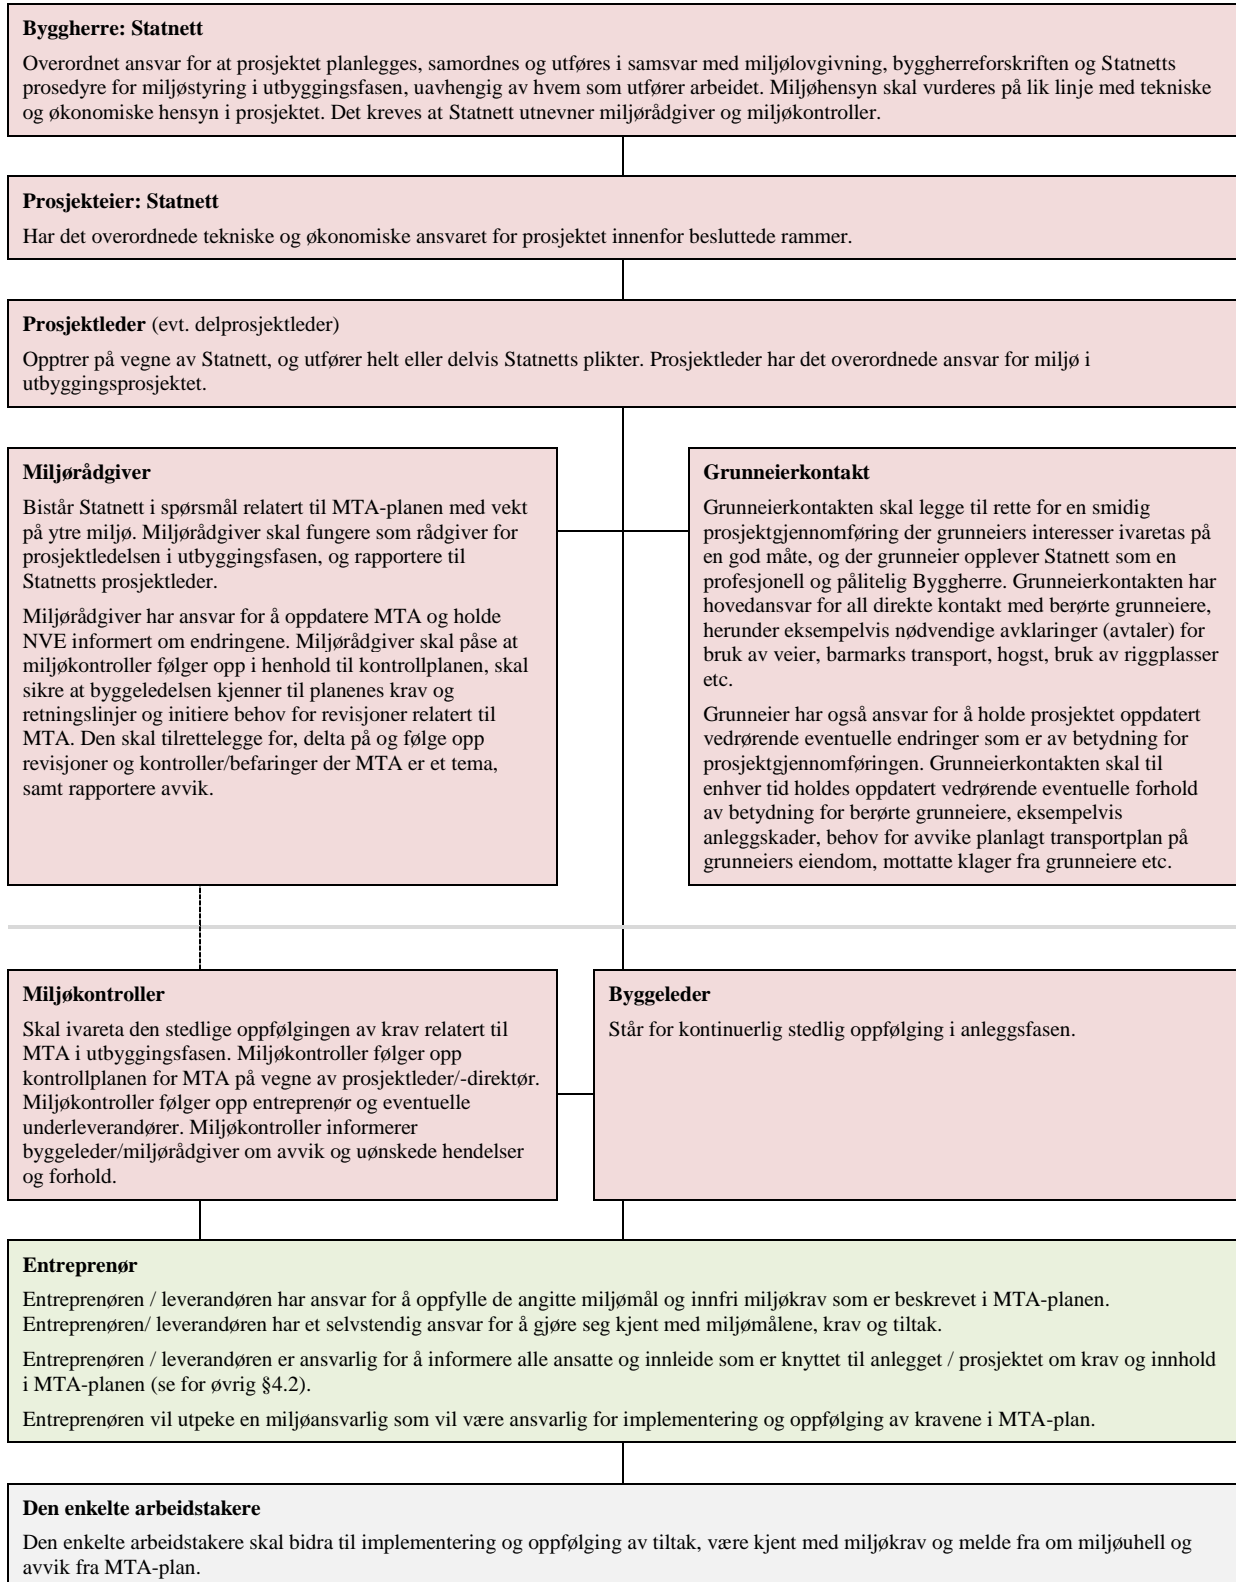 Byggherre: Statnett
Overordnet ansvar for at prosjektet planlegges, samordnes og utføres i samsvar med miljølovgivning, byggherreforskriften og Statnetts
prosedyre for miljøstyring i utbyggingsfasen, uavhengig av hvem som utfører arbeidet. Miljøhensyn skal vurderes på lik linje med tekniske
og økonomiske hensyn i prosjektet. Det kreves at Statnett utnevner miljørådgiver og miljøkontroller.
Prosjekteier: Statnett
Har det overordnede tekniske og økonomiske ansvaret for prosjektet innenfor besluttede rammer.
Prosjektleder (evt. delprosjektleder)
Opptrer på vegne av Statnett, og utfører helt eller delvis Statnetts plikter. Prosjektleder har det overordnede ansvar for miljø i
utbyggingsprosjektet.
Miljørådgiver
Bistår Statnett i spørsmål relatert til MTA-planen med vekt
på ytre miljø. Miljørådgiver skal fungere som rådgiver for
prosjektledelsen i utbyggingsfasen, og rapportere til
Statnetts prosjektleder.
Miljørådgiver har ansvar for å oppdatere MTA og holde
NVE informert om endringene. Miljørådgiver skal påse at
miljøkontroller følger opp i henhold til kontrollplanen, skal
sikre at byggeledelsen kjenner til planenes krav og
retningslinjer og initiere behov for revisjoner relatert til
MTA. Den skal tilrettelegge for, delta på og følge opp
revisjoner og kontroller/befaringer der MTA er et tema,
samt rapportere avvik.
Grunneierkontakt
Grunneierkontakten skal legge til rette for en smidig
prosjektgjennomføring der grunneiers interesser ivaretas på
en god måte, og der grunneier opplever Statnett som en
profesjonell og pålitelig Byggherre. Grunneierkontakten har
hovedansvar for all direkte kontakt med berørte grunneiere,
herunder eksempelvis nødvendige avklaringer (avtaler) for
bruk av veier, barmarks transport, hogst, bruk av riggplasser
etc.
Grunneier har også ansvar for å holde prosjektet oppdatert
vedrørende eventuelle endringer som er av betydning for
prosjektgjennomføringen. Grunneierkontakten skal til
enhver tid holdes oppdatert vedrørende eventuelle forhold
av betydning for berørte grunneiere, eksempelvis
anleggskader, behov for avvike planlagt transportplan på
grunneiers eiendom, mottatte klager fra grunneiere etc.
Miljøkontroller
Skal ivareta den stedlige oppfølgingen av krav relatert til
MTA i utbyggingsfasen. Miljøkontroller følger opp
kontrollplanen for MTA på vegne av prosjektleder/-direktør.
Miljøkontroller følger opp entreprenør og eventuelle
underleverandører. Miljøkontroller informerer
byggeleder/miljørådgiver om avvik og uønskede hendelser
og forhold.
Byggeleder
Står for kontinuerlig stedlig oppfølging i anleggsfasen.
Entreprenør
Entreprenøren / leverandøren har ansvar for å oppfylle de angitte miljømål og innfri miljøkrav som er beskrevet i MTA-planen.
Entreprenøren/ leverandøren har et selvstendig ansvar for å gjøre seg kjent med miljømålene, krav og tiltak.
Entreprenøren / leverandøren er ansvarlig for å informere alle ansatte og innleide som er knyttet til anlegget / prosjektet om krav og innhold
i MTA-planen (se for øvrig §4.2).
Entreprenøren vil utpeke en miljøansvarlig som vil være ansvarlig for implementering og oppfølging av kravene i MTA-plan.
Den enkelte arbeidstakere
Den enkelte arbeidstakere skal bidra til implementering og oppfølging av tiltak, være kjent med miljøkrav og melde fra om miljøuhell og
avvik fra MTA-plan.